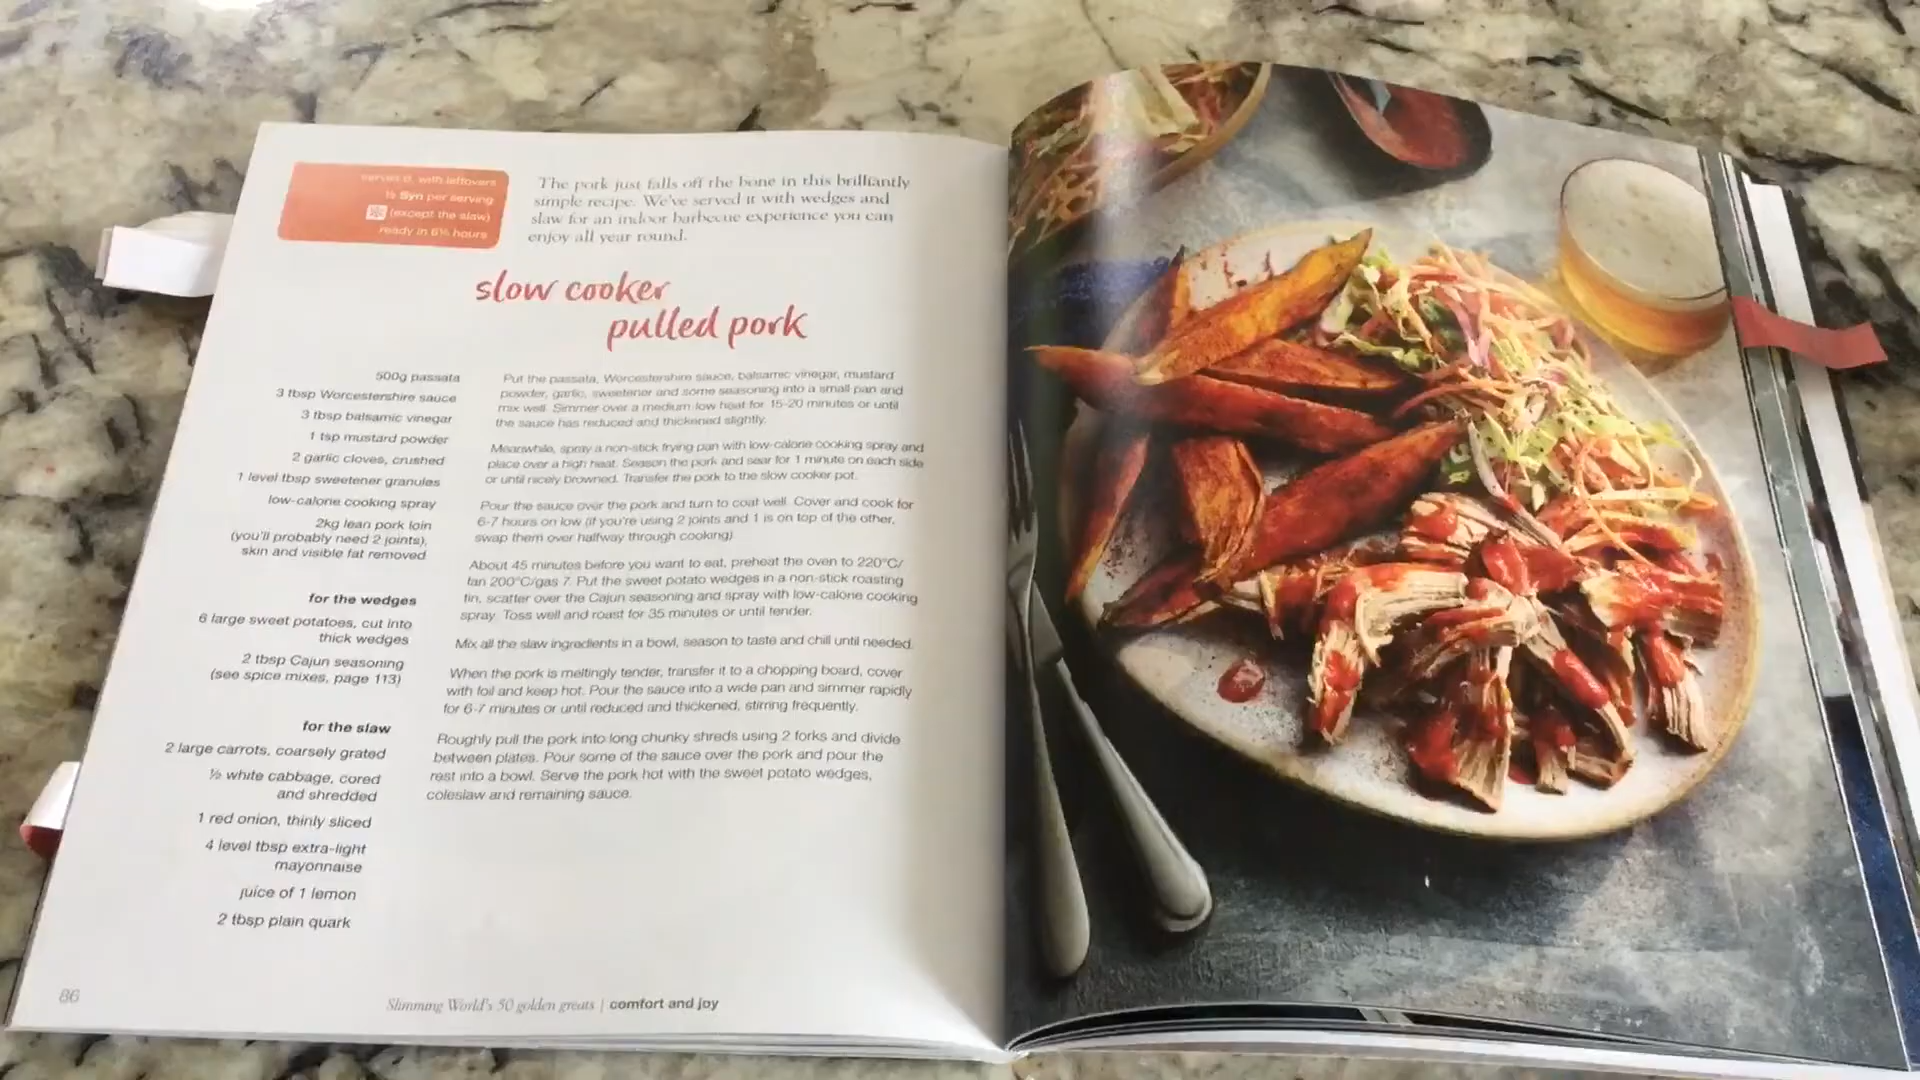 serves 6, with leftovers
½ Syn per serving
(except the slaw)
ready in 6½ hours
The pork just falls off the bone in this brilliantly
simple recipe. We've served it with wedges and
slaw for an indoor barbecue experience you can
enjoy all year round.
slow cooker
pulled pork
500g passata
3 tbsp Worcestershire sauce
3 tbsp balsamic vinegar
1 tsp mustard powder
2 garlic cloves, crushed
1 level tbsp sweetener granules
low-calorie cooking spray
2kg lean pork loin
(you'll probably need 2 joints),
skin and visible fat removed
for the wedges
6 large sweet potatoes, cut into
thick wedges
2 tbsp Cajun seasoning
(see spice mixes, page 113)
for the slaw
2 large carrots, coarsely grated
½ white cabbage, cored
and shredded
1 red onion, thinly sliced
4 level tbsp extra-light
mayonnaise
juice of 1 lemon
2 tbsp plain quark
Put the passata, Worcestershire sauce, balsamic vinegar, mustard
powder, garlic, sweetener and some seasoning into a small pan and
mix well. Simmer over a medium-low heat for 15-20 minutes or until
the sauce has reduced and thickened slightly.
Meanwhile, spray a non-stick frying pan with low-calorie cooking spray and
place over a high heat. Season the pork and sear for 1 minute on each side
or until nicely browned. Transfer the pork to the slow cooker pot.
Pour the sauce over the pork and turn to coat well. Cover and cook for
6-7 hours on low (if you're using 2 joints and 1 is on top of the other,
swap them over halfway through cooking).
About 45 minutes before you want to eat, preheat the oven to 220°C/
fan 200°C/gas 7. Put the sweet potato wedges in a non-stick roasting
tin, scatter over the Cajun seasoning and spray with low-calorie cooking
spray. Toss well and roast for 35 minutes or until tender.
Mix all the slaw ingredients in a bowl, season to taste and chill until needed.
When the pork is meltingly tender, transfer it to a chopping board, cover
with foil and keep hot. Pour the sauce into a wide pan and simmer rapidly
for 6-7 minutes or until reduced and thickened, stirring frequently.
Roughly pull the pork into long chunky shreds using 2 forks and divide
between plates. Pour some of the sauce over the pork and pour the
rest into a bowl. Serve the pork hot with the sweet potato wedges,
coleslaw and remaining sauce.
86
Slimming World's 50 golden greats | comfort and joy